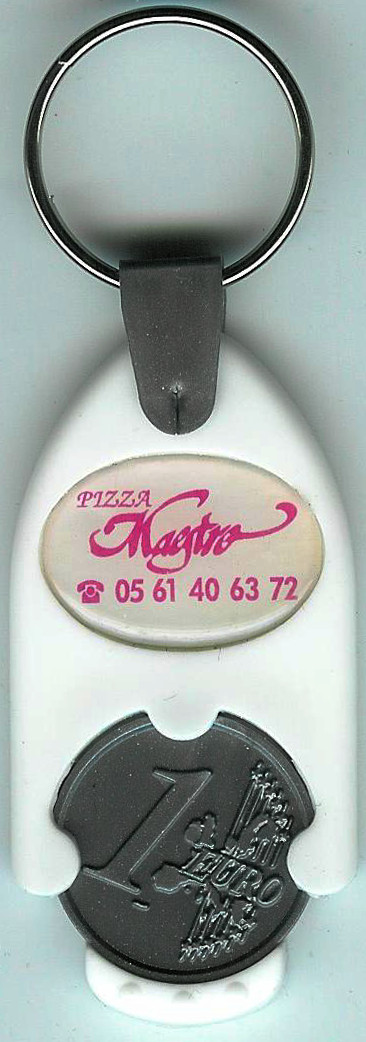 PIZZA
Maestro
☎ 05 61 40 63 72
1
EURO